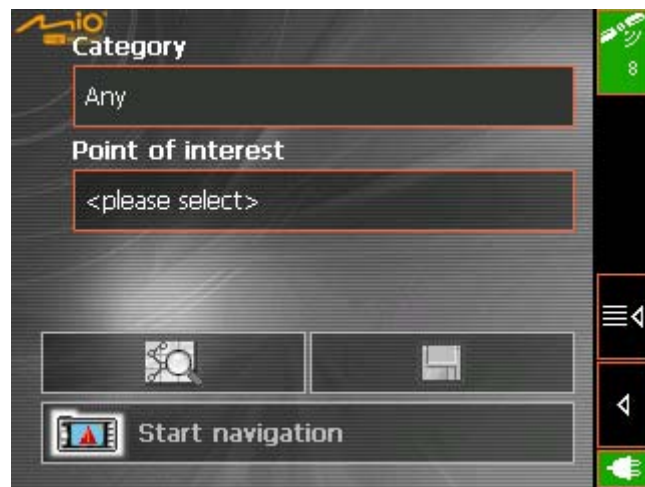 Mio
Category
8
Any
Point of interest
<please select>
Start navigation